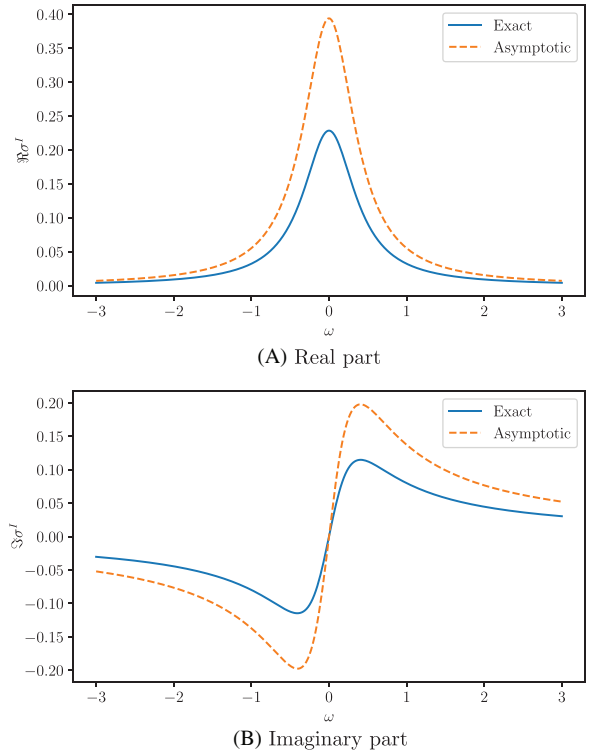 0.40
0.35
0.30
0.25
0.20
0.15
0.10
0.05
0.00
ℜσᴵ
Exact
Asymptotic
−3 −2 −1 0 1 2 3
ω
(A) Real part
0.20
0.15
0.10
0.05
0.00
−0.05
−0.10
−0.15
−0.20
ℑσᴵ
Exact
Asymptotic
−3 −2 −1 0 1 2 3
ω
(B) Imaginary part